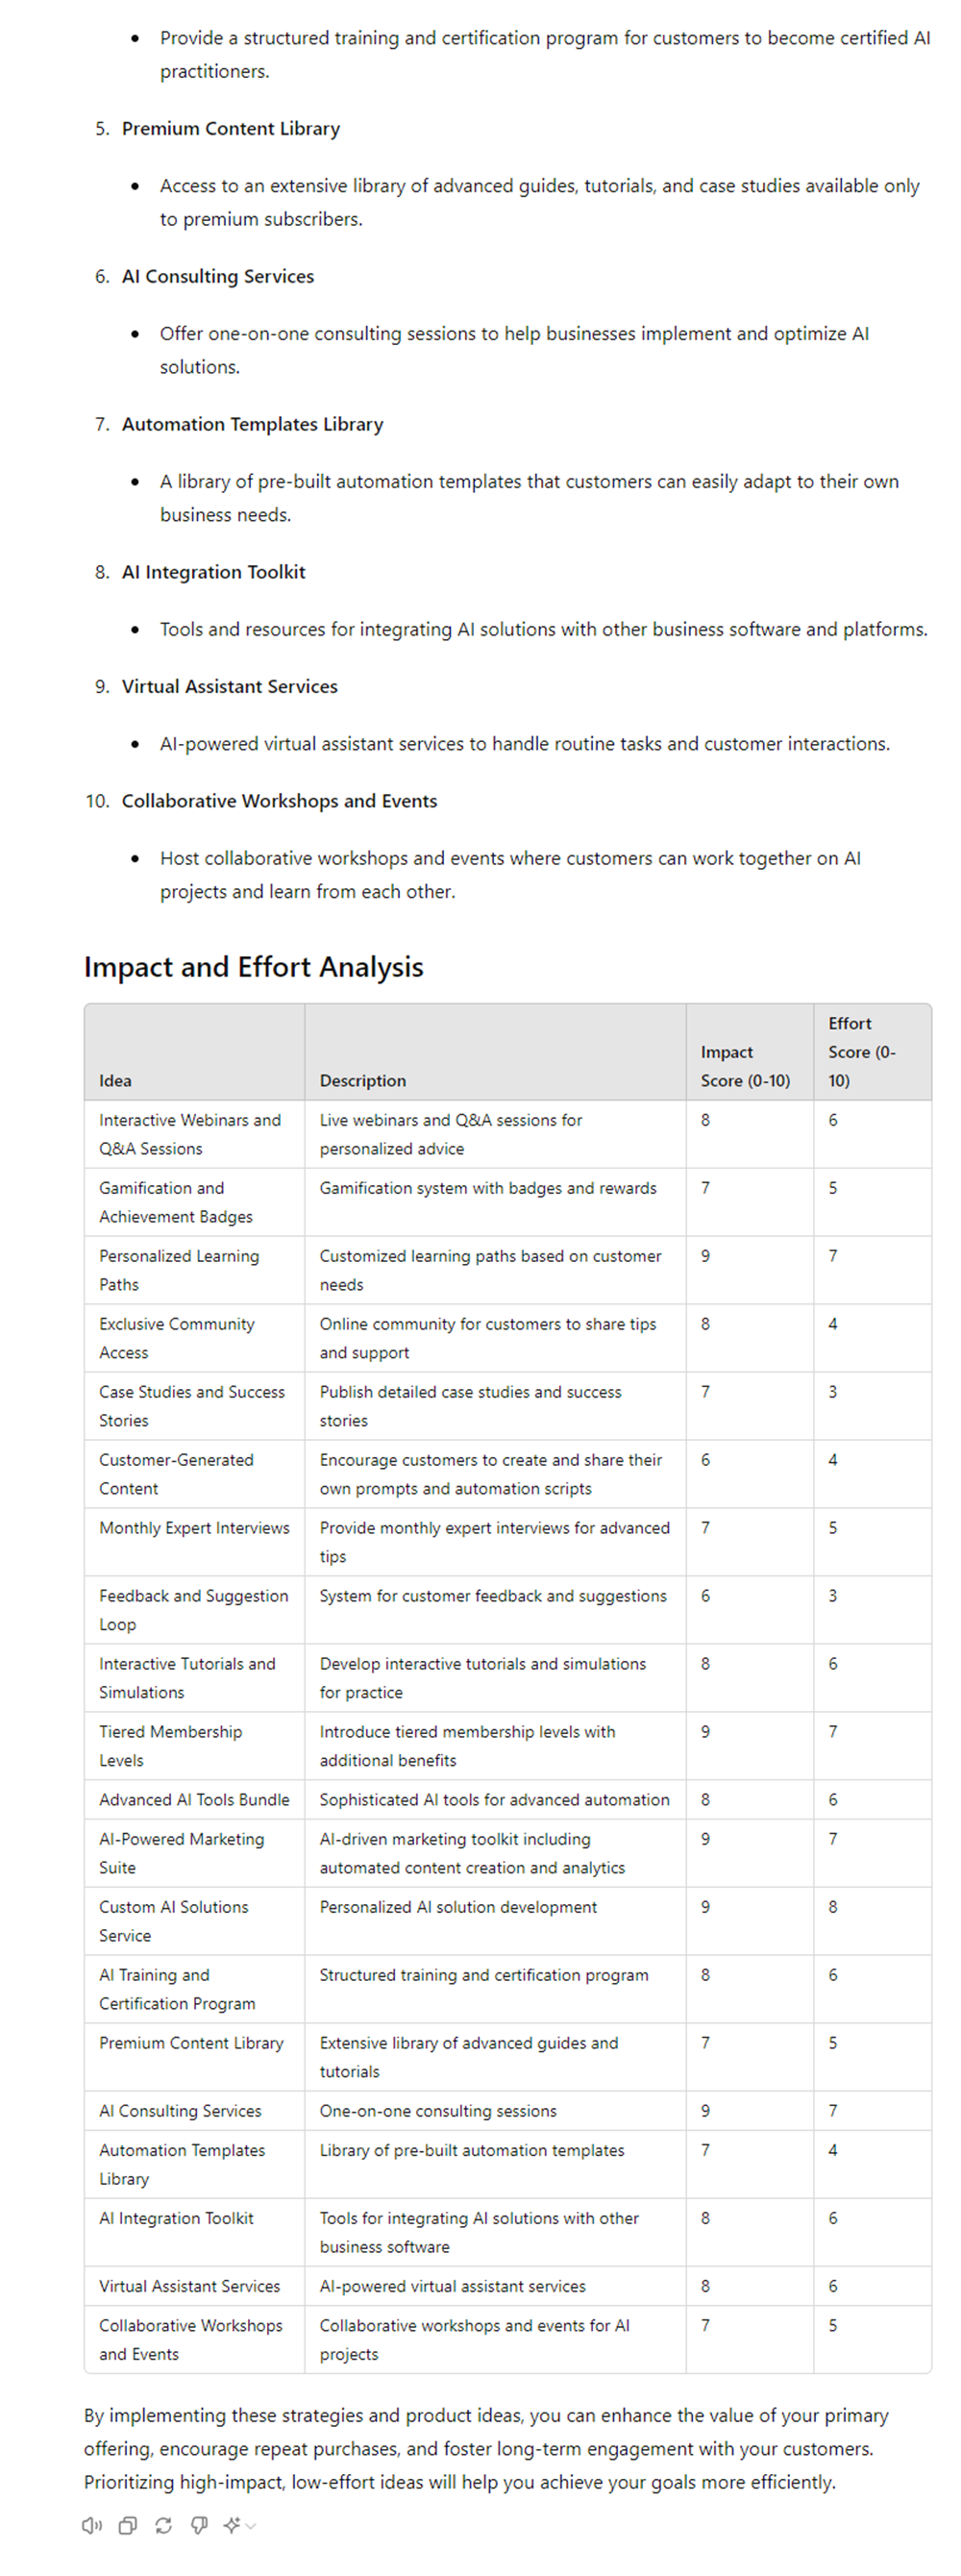 • Provide a structured training and certification program for customers to become certified AI
practitioners.
5. Premium Content Library
• Access to an extensive library of advanced guides, tutorials, and case studies available only
to premium subscribers.
6. AI Consulting Services
• Offer one-on-one consulting sessions to help businesses implement and optimize AI
solutions.
7. Automation Templates Library
• A library of pre-built automation templates that customers can easily adapt to their own
business needs.
8. AI Integration Toolkit
• Tools and resources for integrating AI solutions with other business software and platforms.
9. Virtual Assistant Services
• AI-powered virtual assistant services to handle routine tasks and customer interactions.
10. Collaborative Workshops and Events
• Host collaborative workshops and events where customers can work together on AI
projects and learn from each other.
Impact and Effort Analysis
Effort
Impact Score (0-
Idea Description Score (0-10) 10)
Interactive Webinars and Live webinars and Q&A sessions for 8 6
Q&A Sessions personalized advice
Gamification and Gamification system with badges and rewards 7 5
Achievement Badges
Personalized Learning Customized learning paths based on customer 9 7
Paths needs
Exclusive Community Online community for customers to share tips 8 4
Access and support
Case Studies and Success Publish detailed case studies and success 7 3
Stories stories
Customer-Generated Encourage customers to create and share their 6 4
Content own prompts and automation scripts
Monthly Expert Interviews Provide monthly expert interviews for advanced 7 5
tips
Feedback and Suggestion System for customer feedback and suggestions 6 3
Loop
Interactive Tutorials and Develop interactive tutorials and simulations 8 6
Simulations for practice
Tiered Membership Introduce tiered membership levels with 9 7
Levels additional benefits
Advanced AI Tools Bundle Sophisticated AI tools for advanced automation 8 6
AI-Powered Marketing AI-driven marketing toolkit including 9 7
Suite automated content creation and analytics
Custom AI Solutions Personalized AI solution development 9 8
Service
AI Training and Structured training and certification program 8 6
Certification Program
Premium Content Library Extensive library of advanced guides and 7 5
tutorials
AI Consulting Services One-on-one consulting sessions 9 7
Automation Templates Library of pre-built automation templates 7 4
Library
AI Integration Toolkit Tools for integrating AI solutions with other 8 6
business software
Virtual Assistant Services AI-powered virtual assistant services 8 6
Collaborative Workshops Collaborative workshops and events for AI 7 5
and Events projects
By implementing these strategies and product ideas, you can enhance the value of your primary
offering, encourage repeat purchases, and foster long-term engagement with your customers.
Prioritizing high-impact, low-effort ideas will help you achieve your goals more efficiently.